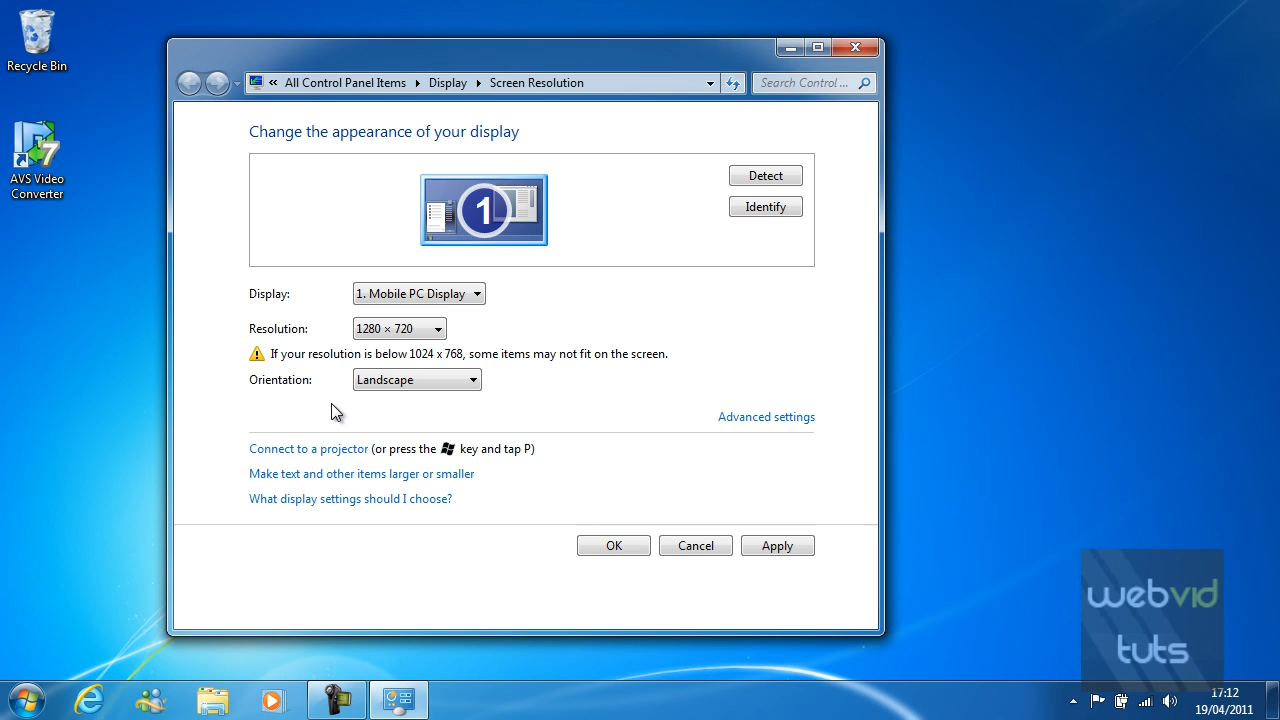 Recycle Bin
AVS Video
Converter
7
All Control Panel Items
Display
Screen Resolution
Search Control ...
Change the appearance of your display
1
Detect
Identify
Display:
1. Mobile PC Display
Resolution:
1280 × 720
If your resolution is below 1024 x 768, some items may not fit on the screen.
Orientation:
Landscape
Advanced settings
Connect to a projector (or press the key and tap P)
Make text and other items larger or smaller
What display settings should I choose?
OK
Cancel
Apply
webvid
tuts
17:12
19/04/2011